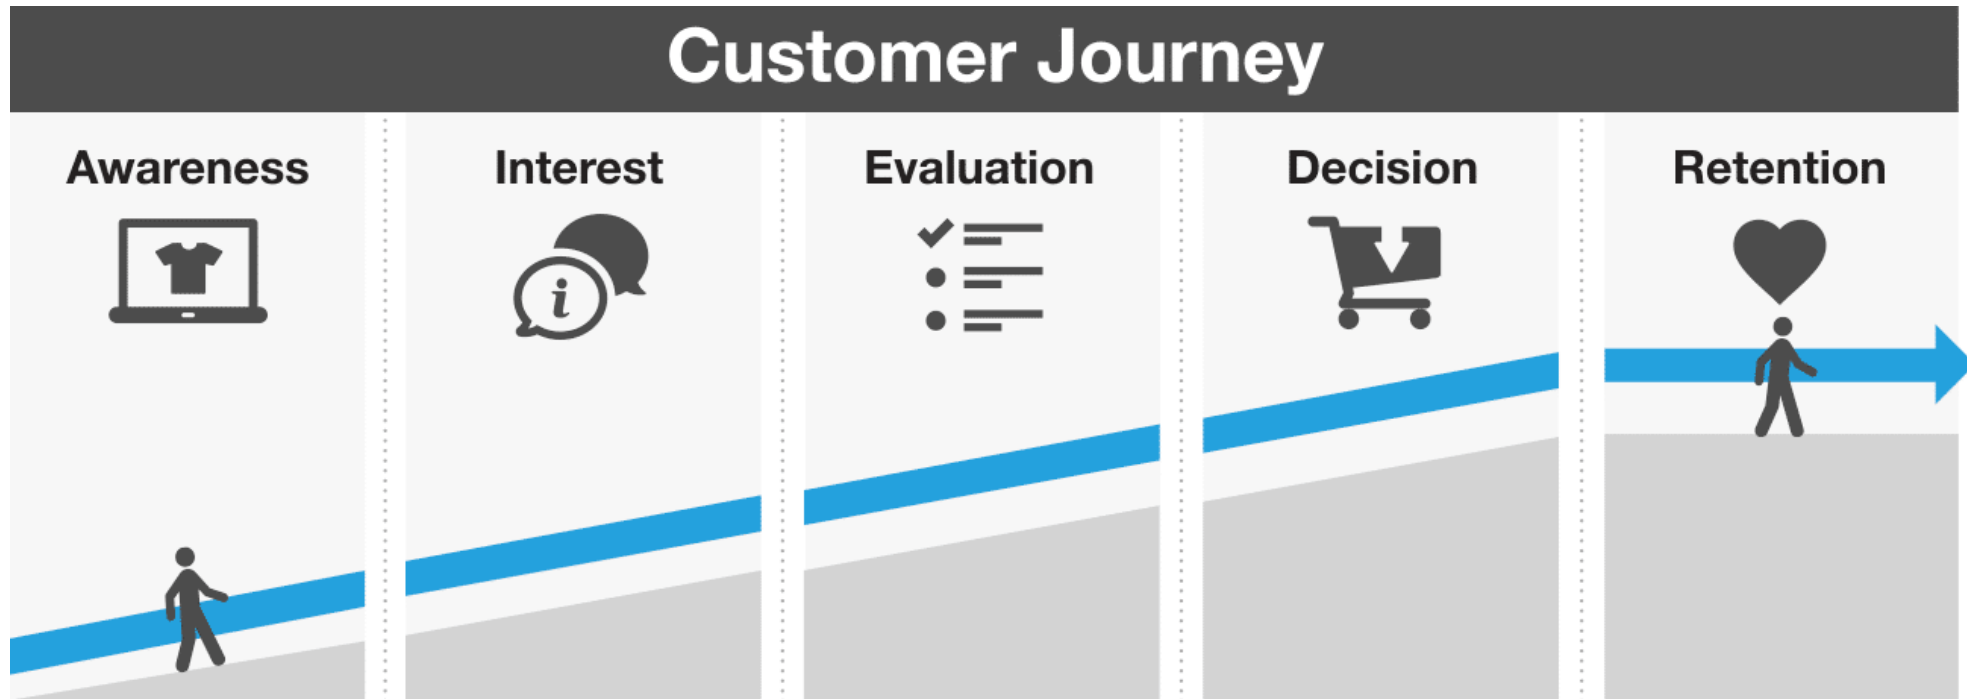 Customer Journey
Awareness
Interest
Evaluation
Decision
Retention
i